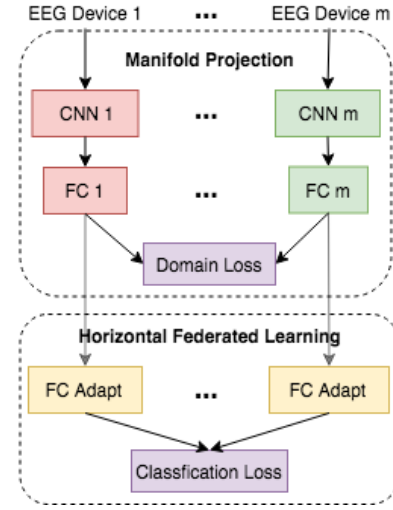 EEG Device 1 ... EEG Device m
Manifold Projection
CNN 1 ... CNN m
FC 1 ... FC m
Domain Loss
Horizontal Federated Learning
FC Adapt ... FC Adapt
Classfication Loss